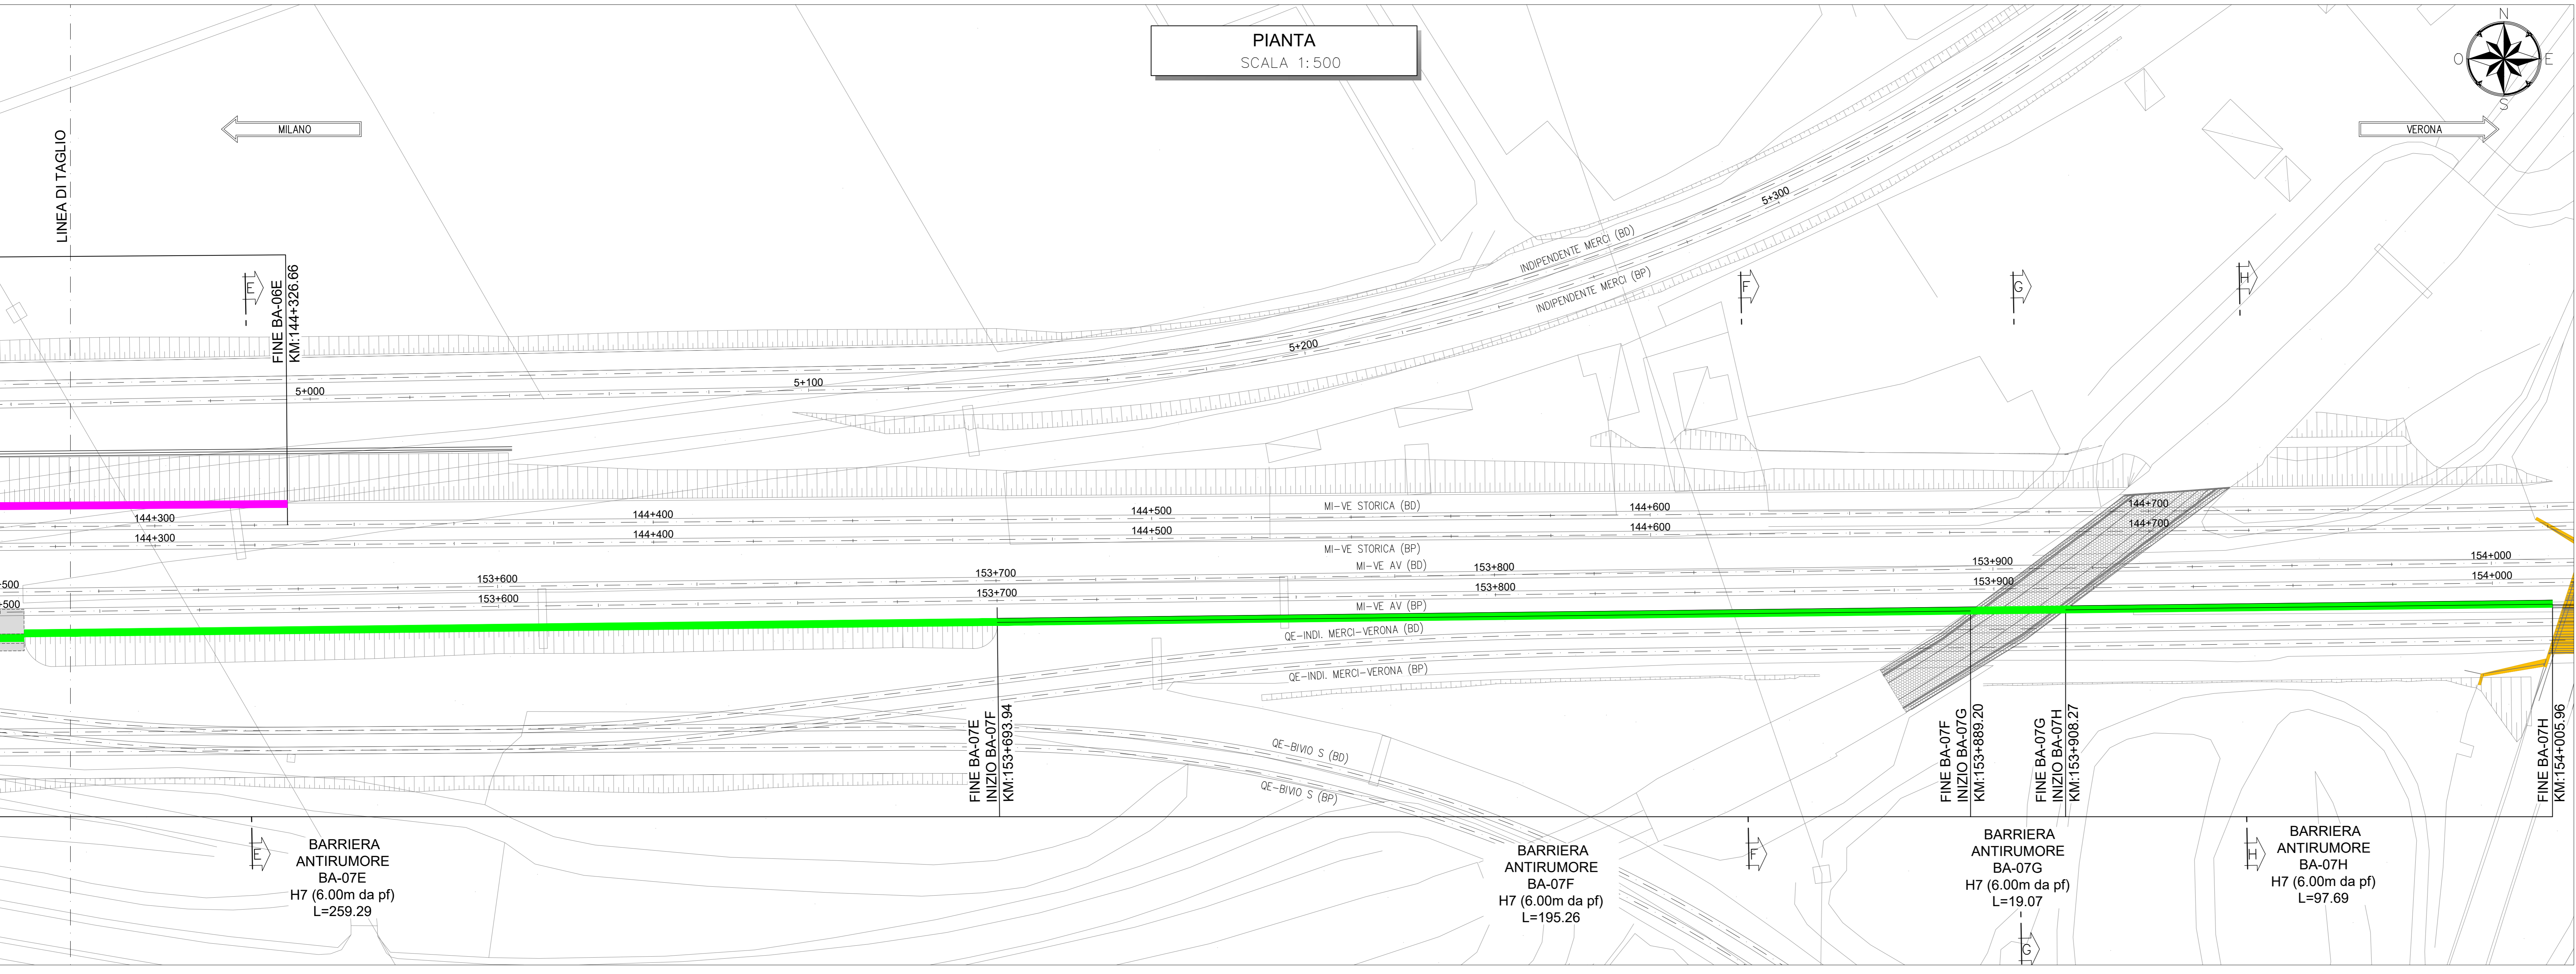 PIANTA
SCALA 1:500
N
O
E
S
MILANO
VERONA
LINEA DI TAGLIO
E
FINE BA-06E
KM:144+326.66
F
G
H
INDIPENDENTE MERCI (BD)
INDIPENDENTE MERCI (BP)
5+000
5+100
5+200
5+300
MI-VE STORICA (BD)
144+300
144+400
144+500
144+600
144+700
144+300
144+400
144+500
144+600
144+700
MI-VE STORICA (BP)
MI-VE AV (BD)
-500
153+600
153+700
153+800
153+900
154+000
+500
153+600
153+700
153+800
153+900
154+000
MI-VE AV (BP)
QE-INDI. MERCI-VERONA (BD)
QE-INDI. MERCI-VERONA (BP)
QE-BIVIO S (BD)
QE-BIVIO S (BP)
FINE BA-07E
INIZIO BA-07F
KM:153+693.94
FINE BA-07F
INIZIO BA-07G
KM:153+889.20
FINE BA-07G
INIZIO BA-07H
KM:153+908.27
FINE BA-07H
KM:154+005.96
E
BARRIERA
ANTIRUMORE
BA-07E
H7 (6.00m da pf)
L=259.29
BARRIERA
ANTIRUMORE
BA-07F
H7 (6.00m da pf)
L=195.26
F
BARRIERA
ANTIRUMORE
BA-07G
H7 (6.00m da pf)
L=19.07
G
H
BARRIERA
ANTIRUMORE
BA-07H
H7 (6.00m da pf)
L=97.69